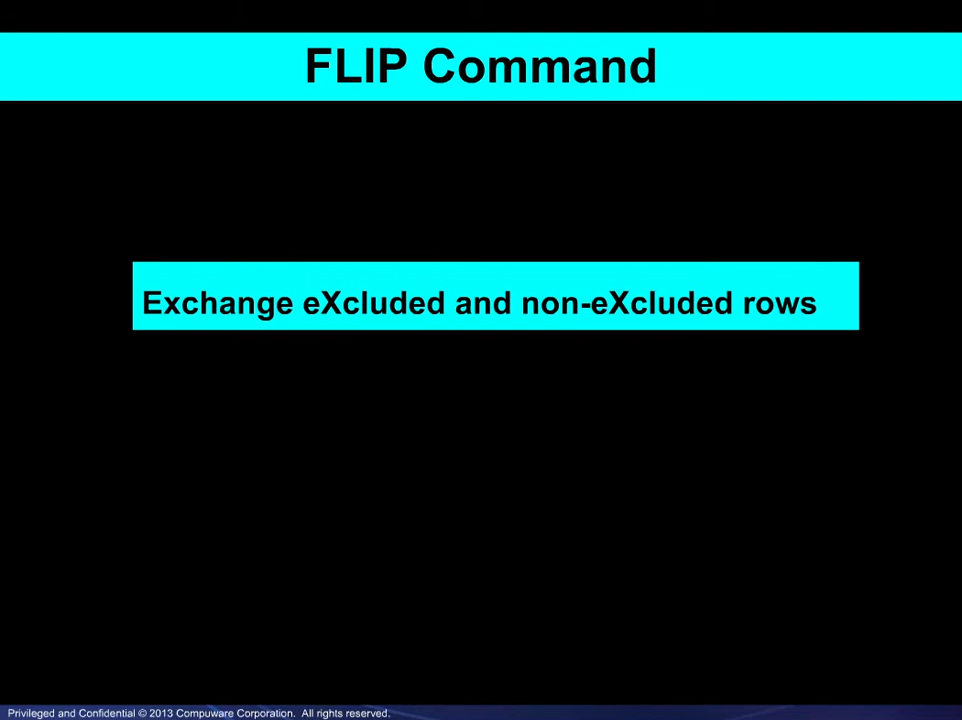 FLIP Command
Exchange eXcluded and non-eXcluded rows
Privileged and Confidential © 2013 Compuware Corporation.  All rights reserved.